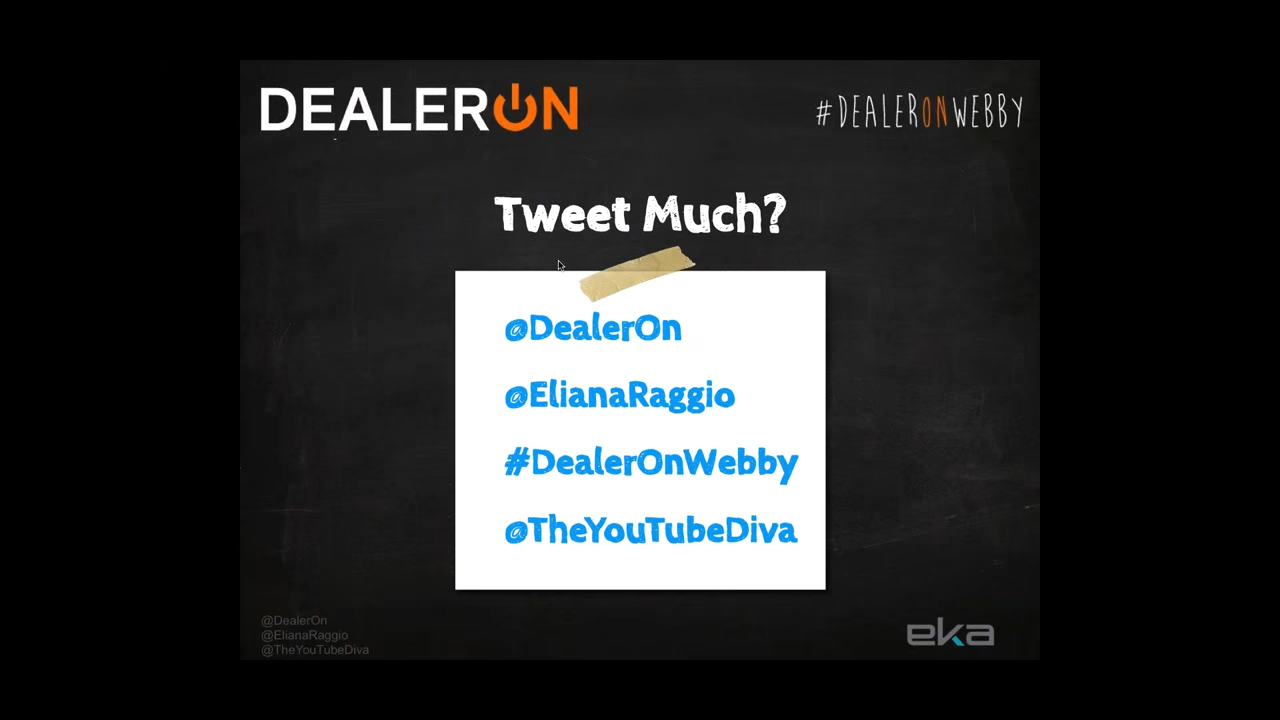 DEALERON
#DEALERONWEBBY
Tweet Much?
@DealerOn
@ElianaRaggio
#DealerOnWebby
@TheYouTubeDiva
@DealerOn
@ElianaRaggio
@TheYouTubeDiva
eka